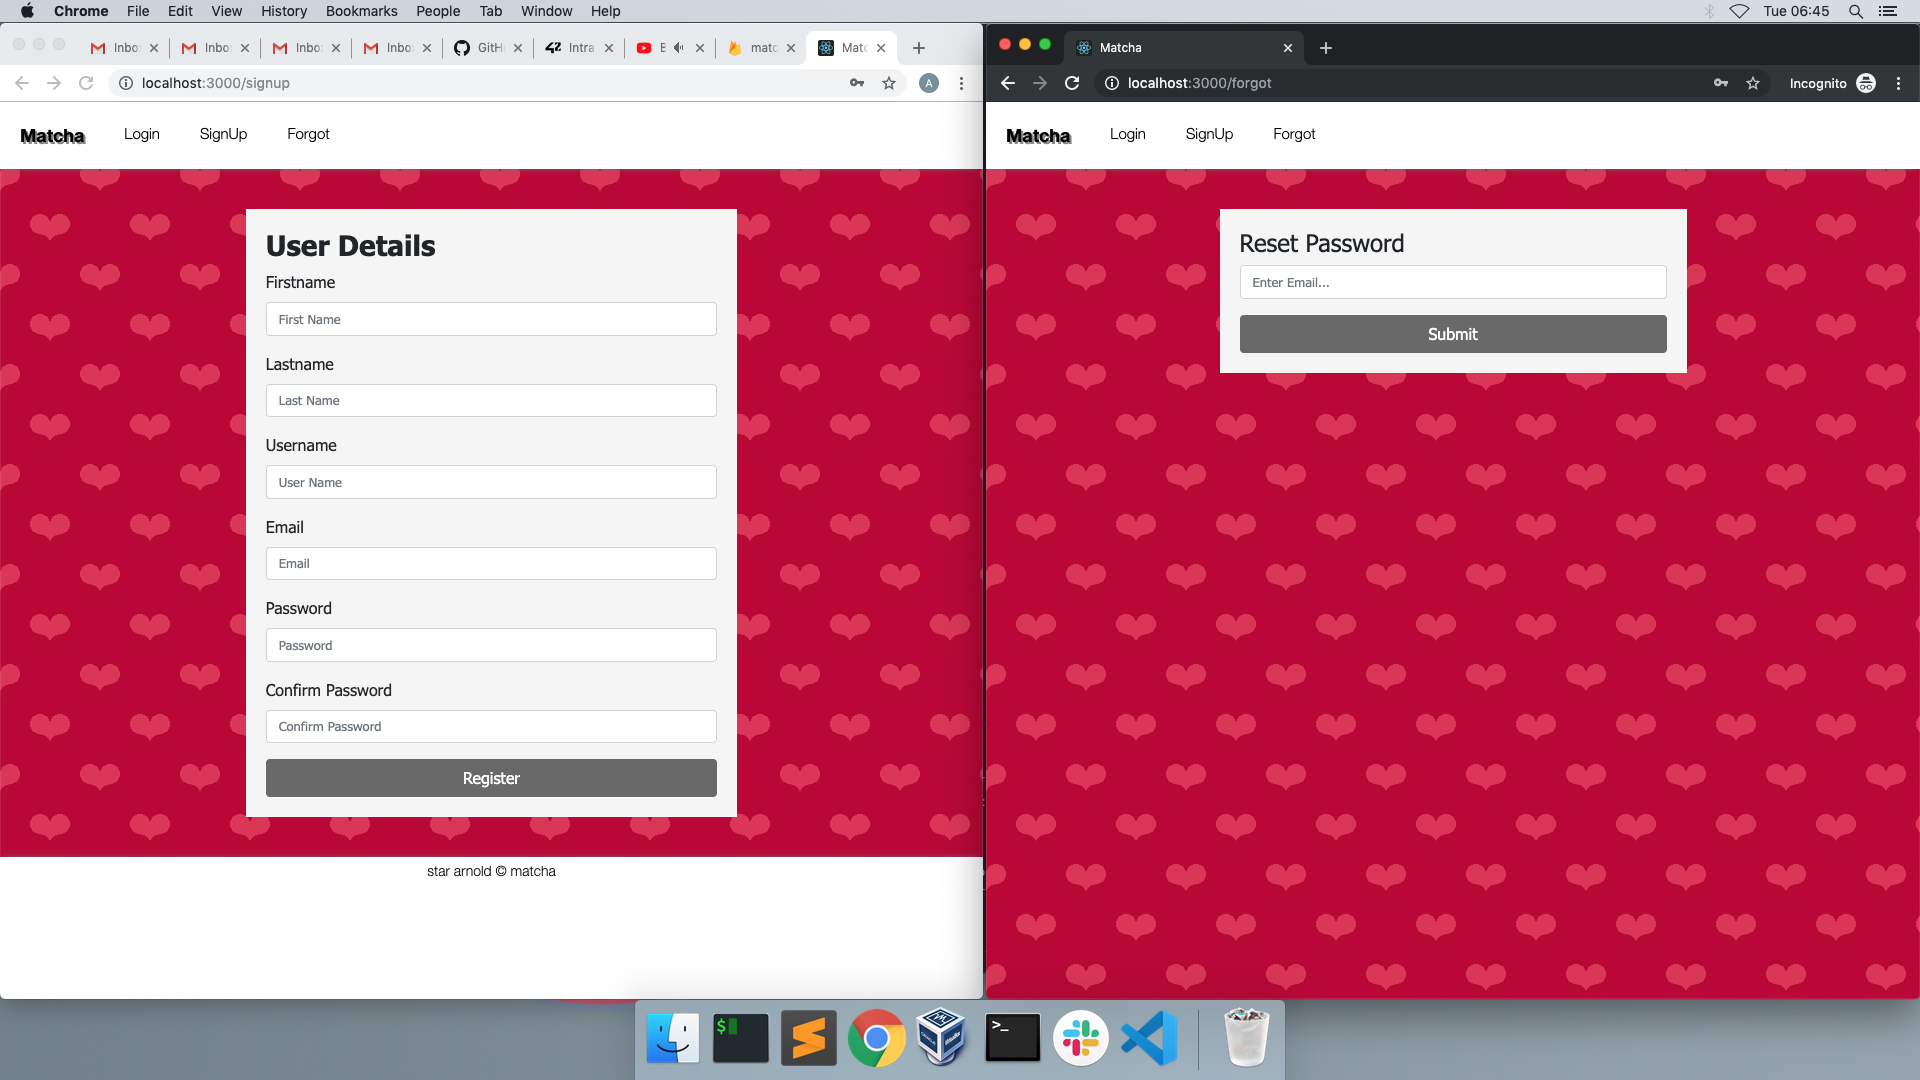 Chrome File Edit View History Bookmarks People Tab Window Help Tue 06:45
Inbo Inbo Inbo Inbo GitH Intra matc Matc
localhost:3000/signup A
Matcha Login SignUp Forgot
User Details
Firstname
First Name
Lastname
Last Name
Username
User Name
Email
Email
Password
Password
Confirm Password
Confirm Password
Register
star arnold © matcha
Matcha
localhost:3000/forgot Incognito
Matcha Login SignUp Forgot
Reset Password
Enter Email...
Submit
$
>_